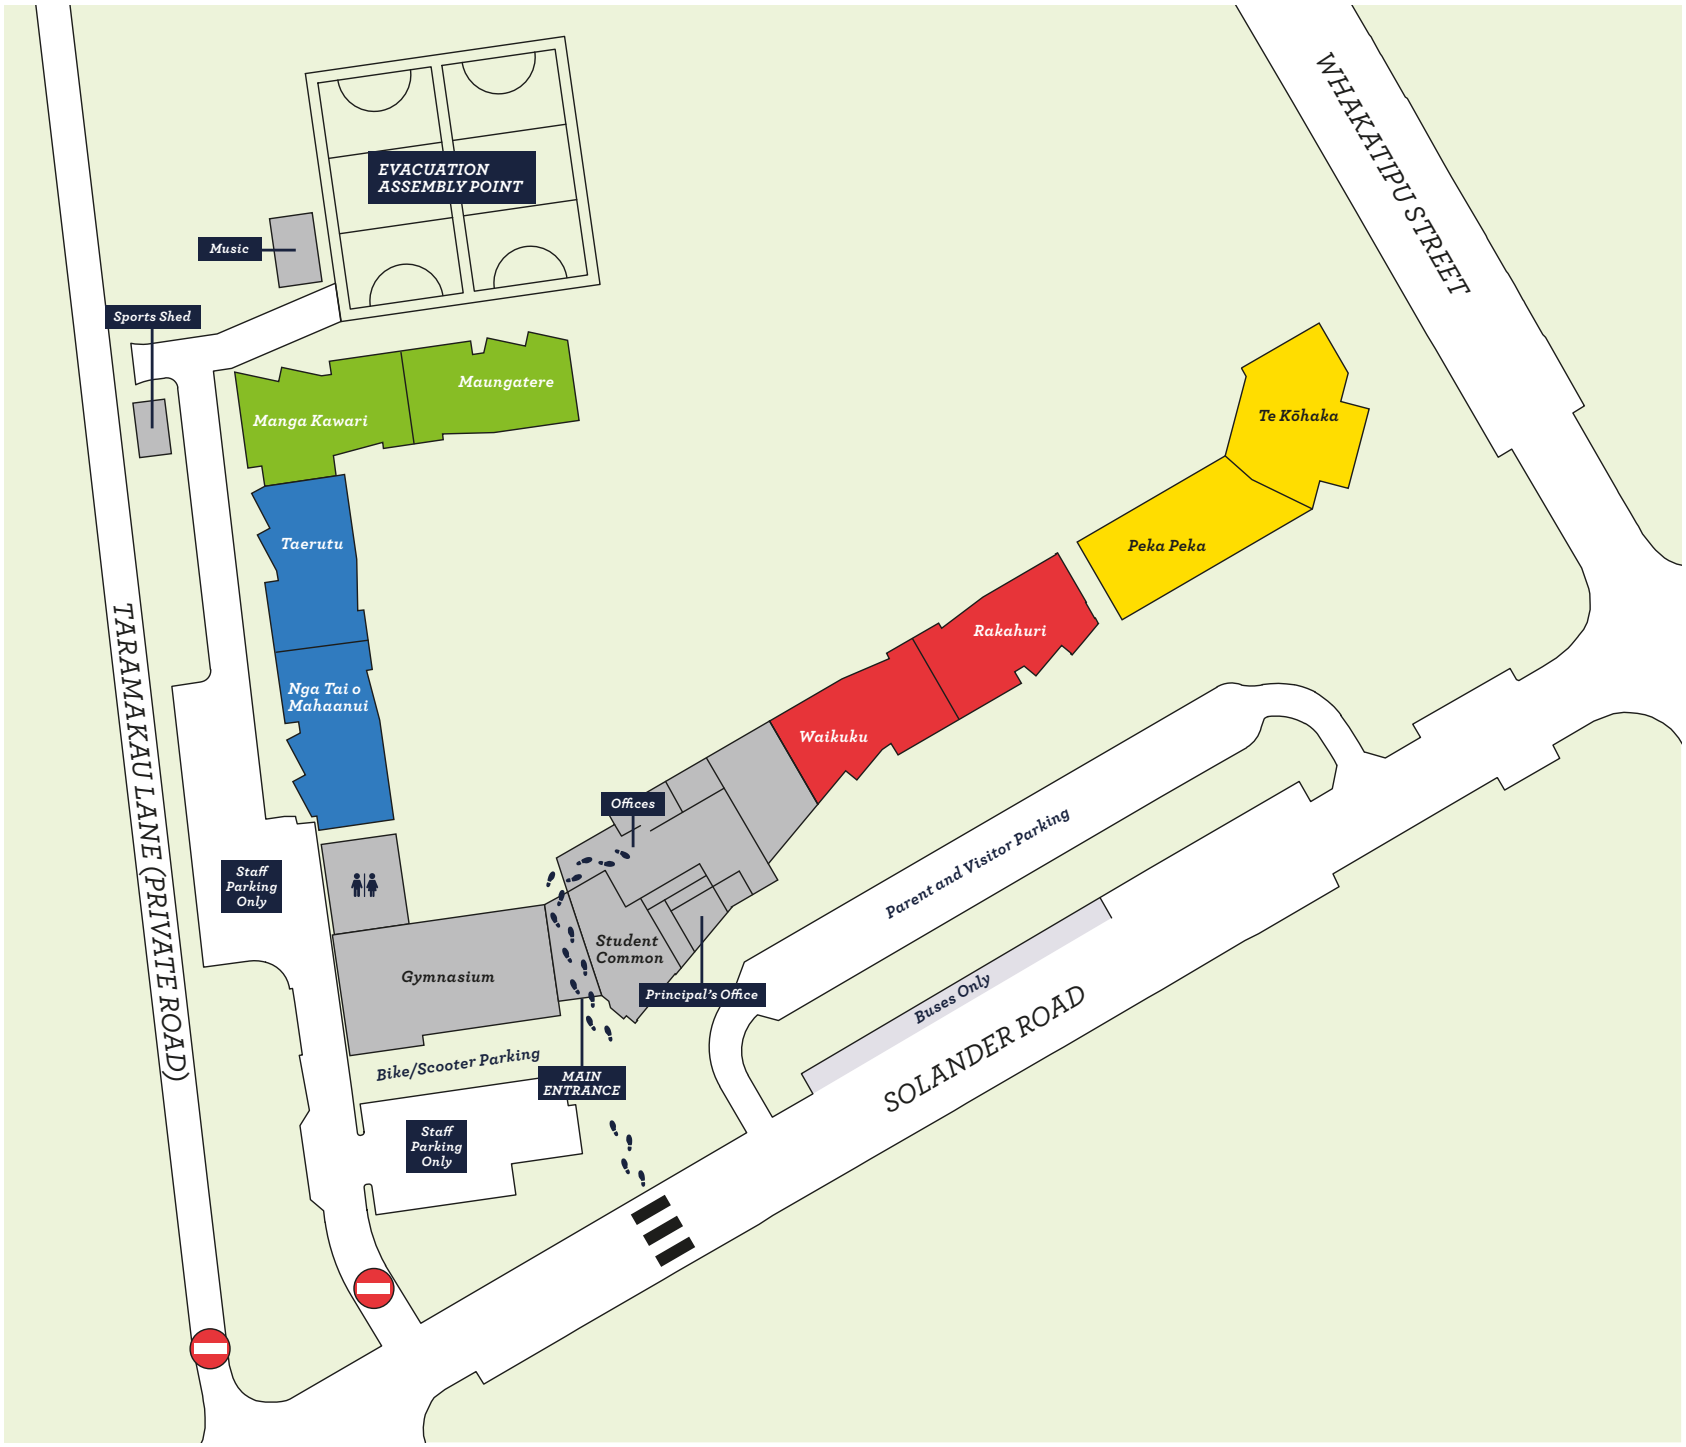 WHAKATIPU STREET
EVACUATION
ASSEMBLY POINT
Music
Sports Shed
Maungatere
Manga Kawari
Te Kōhaka
Peka Peka
Taerutu
Rakahuri
Nga Tai o
Mahaanui
Waikuku
TARAMAKAU LANE (PRIVATE ROAD)
Offices
Staff
Parking
Only
Parent and Visitor Parking
Student
Common
Gymnasium
Principal's Office
Buses Only
SOLANDER ROAD
Bike/Scooter Parking
MAIN
ENTRANCE
Staff
Parking
Only